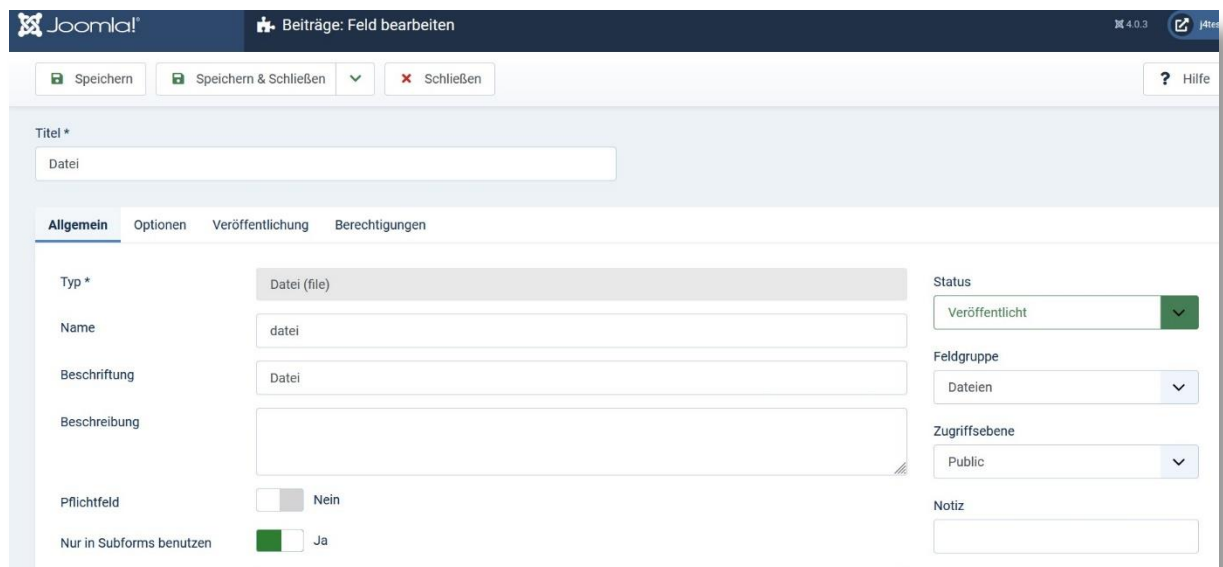 Joomla!® Beiträge: Feld bearbeiten 4.0.3
Speichern Speichern & Schließen Schließen ? Hilfe
Titel *
Datei
Allgemein Optionen Veröffentlichung Berechtigungen
Typ * Datei (file)
Name datei
Beschriftung Datei
Beschreibung
Pflichtfeld Nein
Nur in Subforms benutzen Ja
Status
Veröffentlicht
Feldgruppe
Dateien
Zugriffsebene
Public
Notiz